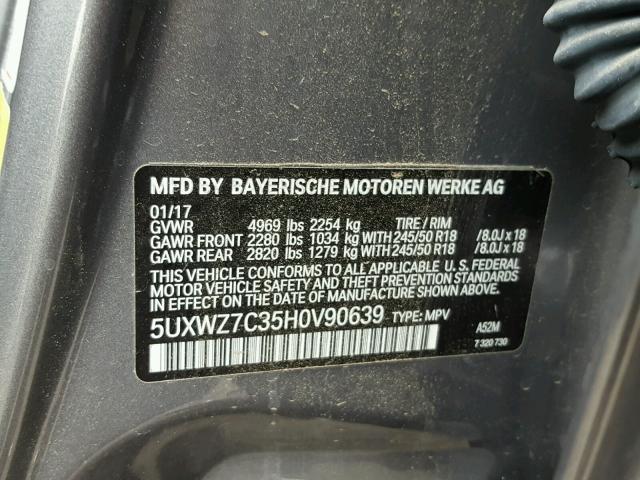 MFD BY BAYERISCHE MOTOREN WERKE AG
01/17
GVWR 4969 lbs 2254 kg TIRE / RIM
GAWR FRONT 2280 lbs 1034 kg WITH 245/50 R18 /8.0J x 18
GAWR REAR 2820 lbs 1279 kg WITH 245/50 R18 /8.0J x 18
THIS VEHICLE CONFORMS TO ALL APPLICABLE U. S. FEDERAL
MOTOR VEHICLE SAFETY AND THEFT PREVENTION STANDARDS
IN EFFECT ON THE DATE OF MANUFACTURE SHOWN ABOVE.
5UXWZ7C35H0V90639 TYPE: MPV A52M
7 320 730